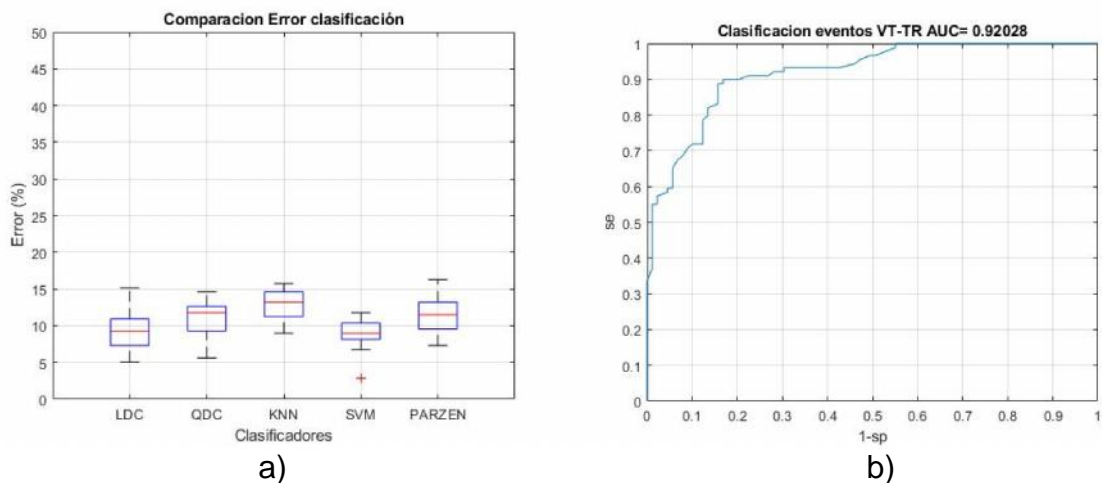 Comparacion Error clasificación
50
45
40
35
30
25
20
15
10
5
0
Error (%)
LDC QDC KNN SVM PARZEN
Clasificadores
a)
Clasificacion eventos VT-TR AUC= 0.92028
1
0.9
0.8
0.7
0.6
0.5
0.4
0.3
0.2
0.1
0
se
0 0.1 0.2 0.3 0.4 0.5 0.6 0.7 0.8 0.9 1
1-sp
b)